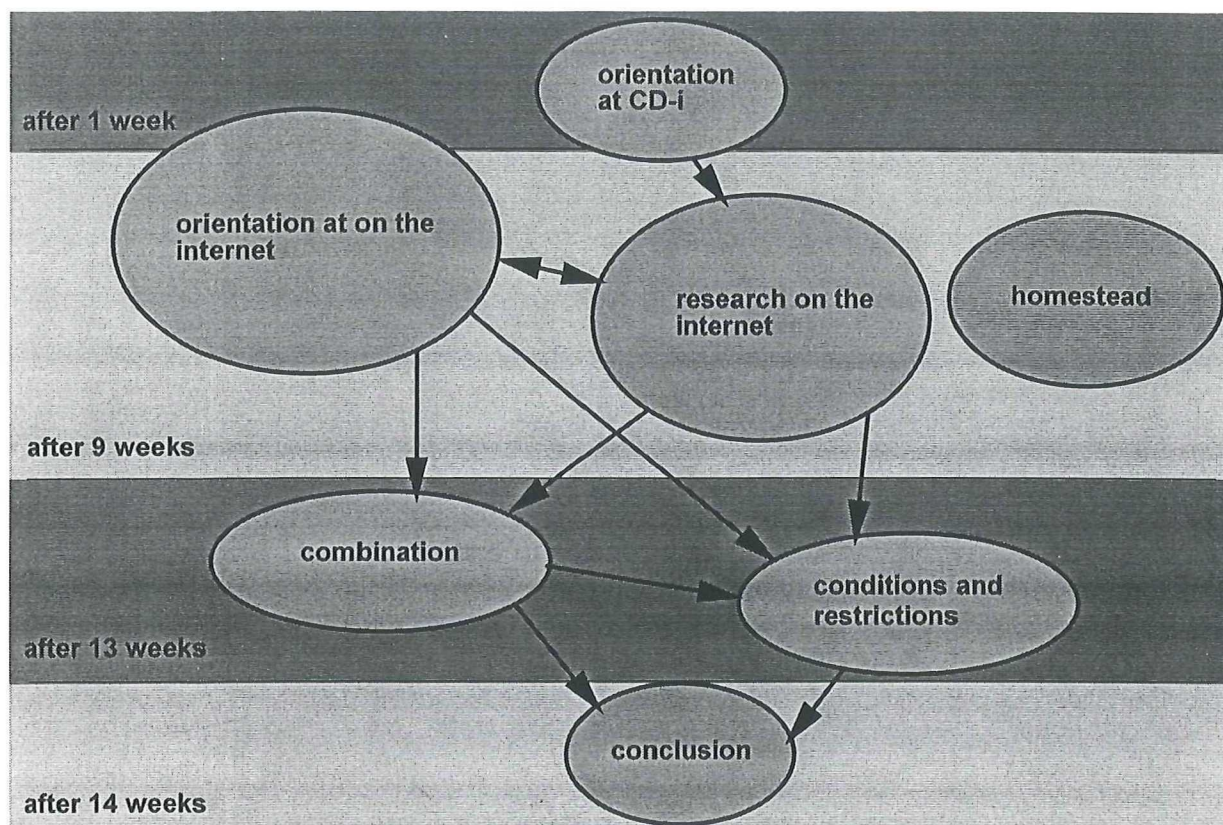 orientation
at CD-i
after 1 week
orientation at on the
internet
research on the
internet
homestead
after 9 weeks
combination
conditions and
restrictions
after 13 weeks
conclusion
after 14 weeks